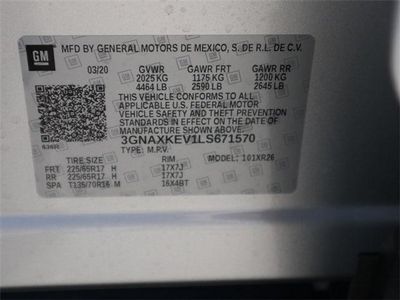 GM
MFD BY GENERAL MOTORS DE MEXICO, S. DE R.L. DE C.V.
03/20 GVWR GAWR FRT GAWR RR
2025 KG 1175 KG 1200 KG
4464 LB 2590 LB 2645 LB
THIS VEHICLE CONFORMS TO ALL
APPLICABLE U.S. FEDERAL MOTOR
VEHICLE SAFETY AND THEFT PREVENTION
STANDARDS IN EFFECT ON THE DATE
OF MANUFACTURE SHOWN ABOVE.
3GNAXKEV1LS671570
TYPE: M.P.V. MODEL: 1O1XR26
TIRE SIZE RIM
FRT 225/65R17 H 17X7J
RR 225/65R17 H 17X7J
SPA T135/70R16 M 16X4BT